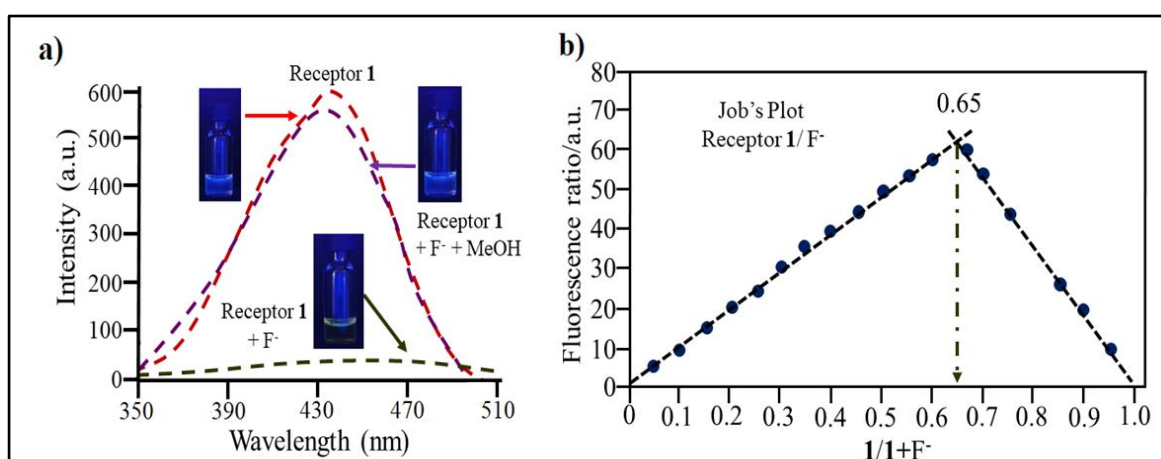 a)
Receptor 1
600
500
400
300
200
100
0
Intensity (a.u.)
Receptor 1
+ F- + MeOH
Receptor 1
+ F-
350 390 430 470 510
Wavelength (nm)
b)
80
70
60
50
40
30
20
10
0
Fluorescence ratio/a.u.
Job's Plot
Receptor 1/ F-
0.65
0 0.1 0.2 0.3 0.4 0.5 0.6 0.7 0.8 0.9 1.0
1/1+F-